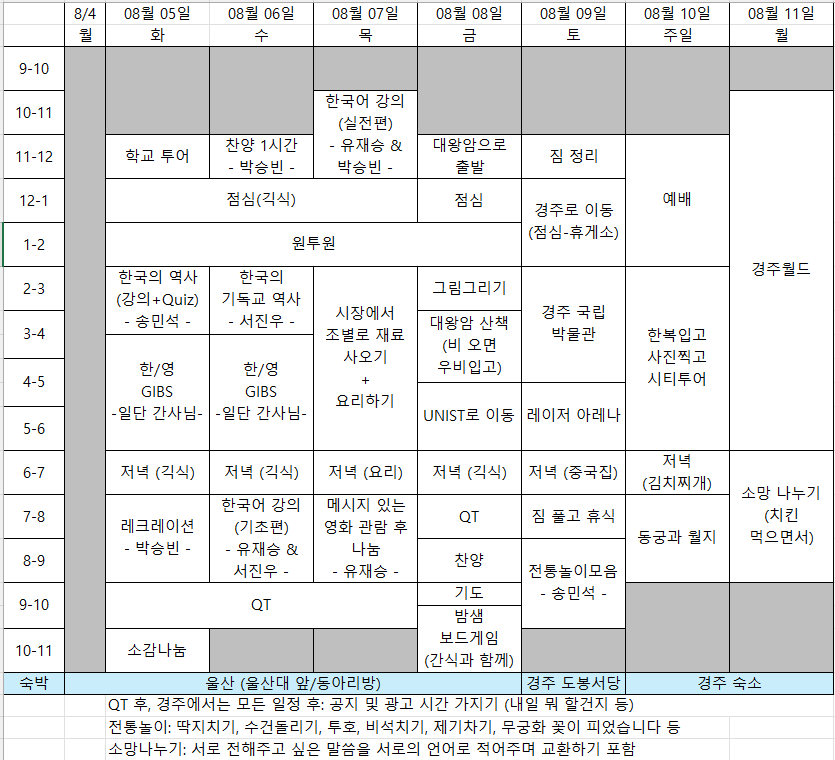 8/4 08월 05일 08월 06일 08월 07일 08월 08일 08월 09일 08월 10일 08월 11일
월 화 수 목 금 토 주일 월
9-10
10-11
한국어 강의
(실전편)
- 유재승 &
박승빈 -
11-12
학교 투어
찬양 1시간
- 박승빈 -
대왕암으로
출발
짐 정리
예배
경주월드
12-1
점심(긱식)
점심
경주로 이동
(점심-휴게소)
1-2
원투원
2-3
한국의 역사
(강의+Quiz)
- 송민석 -
한국의
기독교 역사
- 서진우 -
시장에서
조별로 재료
사오기
+
요리하기
그림그리기
경주 국립
박물관
한복입고
사진찍고
시티투어
3-4
한/영
GIBS
-일단 간사님-
한/영
GIBS
-일단 간사님-
대왕암 산책
(비 오면
우비입고)
4-5
UNIST로 이동
레이저 아레나
5-6
6-7
저녁 (긱식)
저녁 (긱식)
저녁 (요리)
저녁 (긱식)
저녁 (중국집)
저녁
(김치찌개)
소망 나누기
(치킨
먹으면서)
7-8
레크레이션
- 박승빈 -
한국어 강의
(기초편)
- 유재승 &
서진우 -
메시지 있는
영화 관람 후
나눔
- 유재승 -
QT
짐 풀고 휴식
동궁과 월지
8-9
찬양
전통놀이모음
- 송민석 -
9-10
QT
기도
밤샘
보드게임
(간식과 함께)
10-11
소감나눔
숙박 울산 (울산대 앞/동아리방) 경주 도봉서당 경주 숙소
QT 후, 경주에서는 모든 일정 후: 공지 및 광고 시간 가지기 (내일 뭐 할건지 등)
전통놀이: 딱지치기, 수건돌리기, 투호, 비석치기, 제기차기, 무궁화 꽃이 피었습니다 등
소망나누기: 서로 전해주고 싶은 말씀을 서로의 언어로 적어주며 교환하기 포함